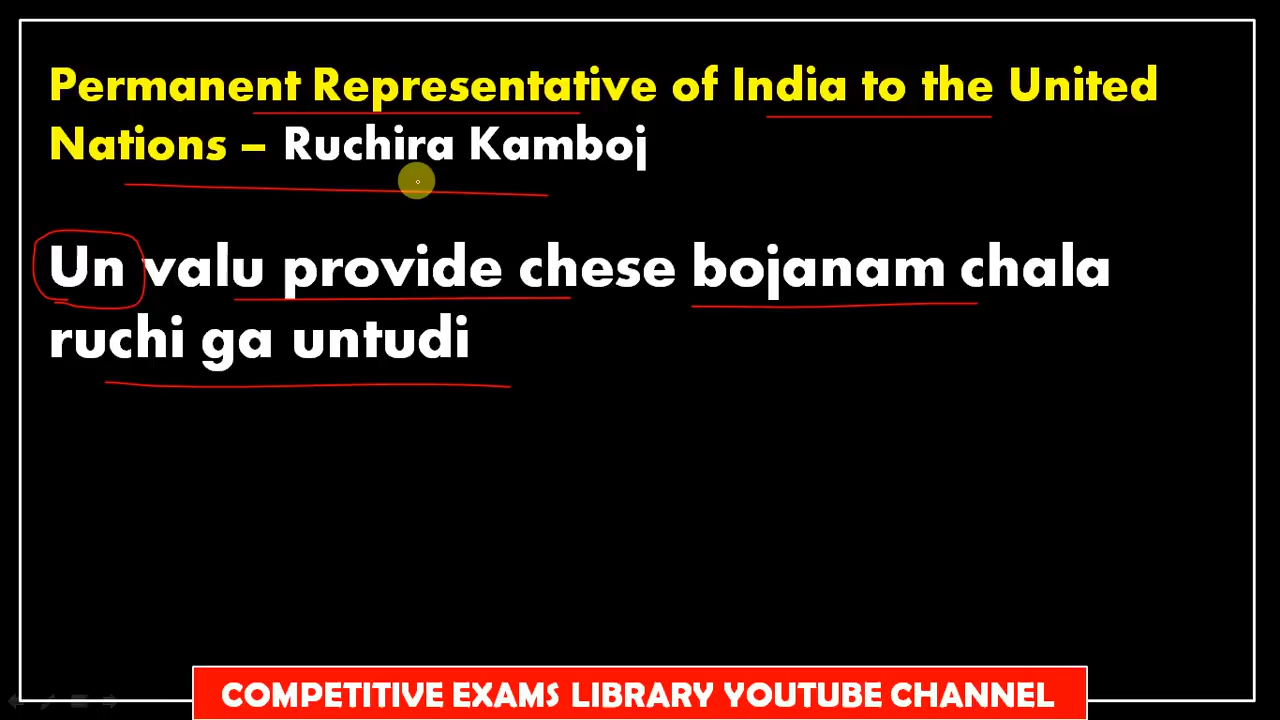 Permanent Representative of India to the United
Nations – Ruchira Kamboj
Un valu provide chese bojanam chala
ruchi ga untudi
COMPETITIVE EXAMS LIBRARY YOUTUBE CHANNEL